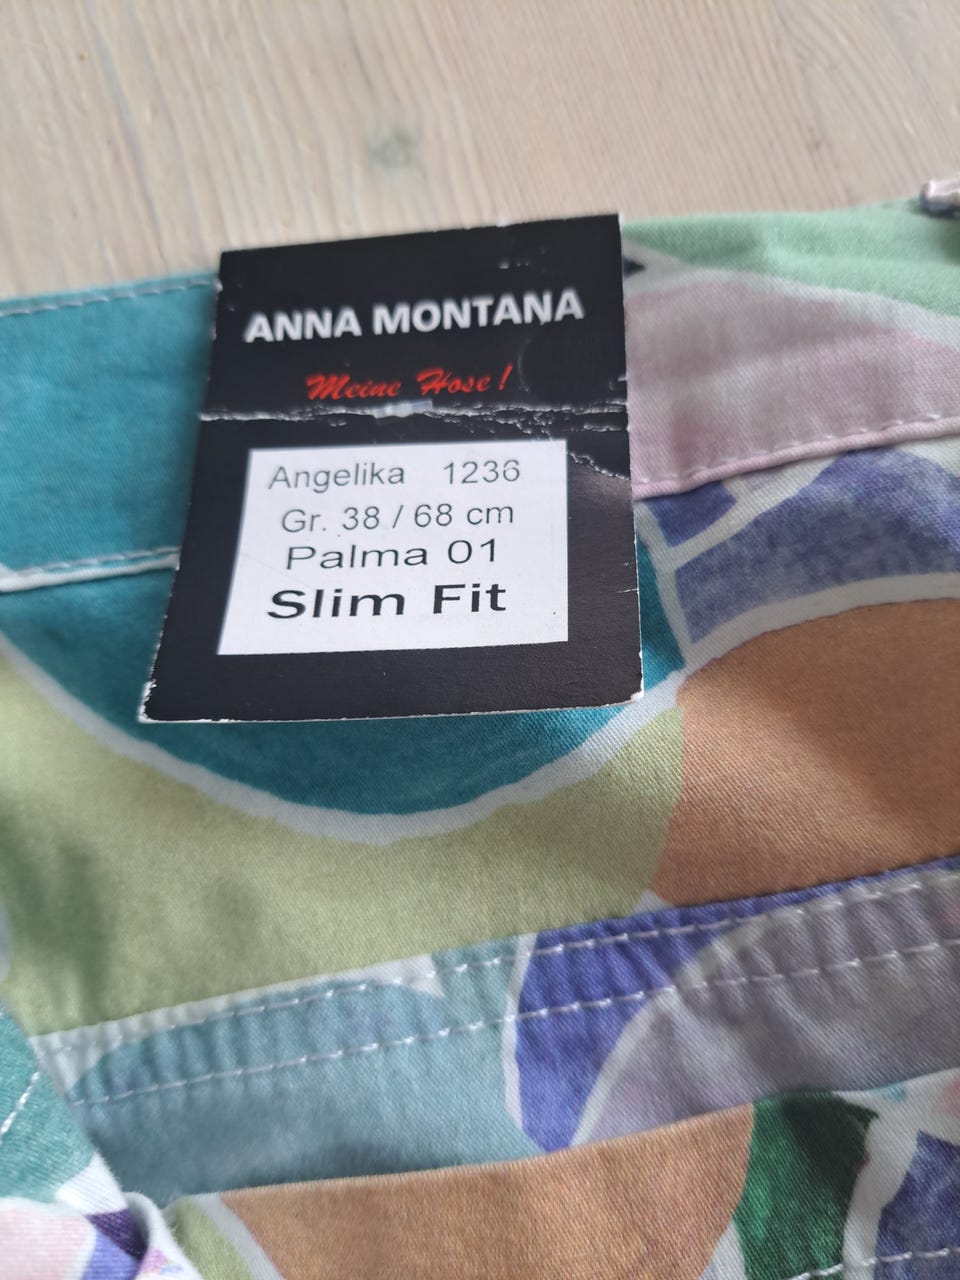 ANNA MONTANA
Meine Hose!
Angelika 1236
Gr. 38 / 68 cm
Palma 01
Slim Fit